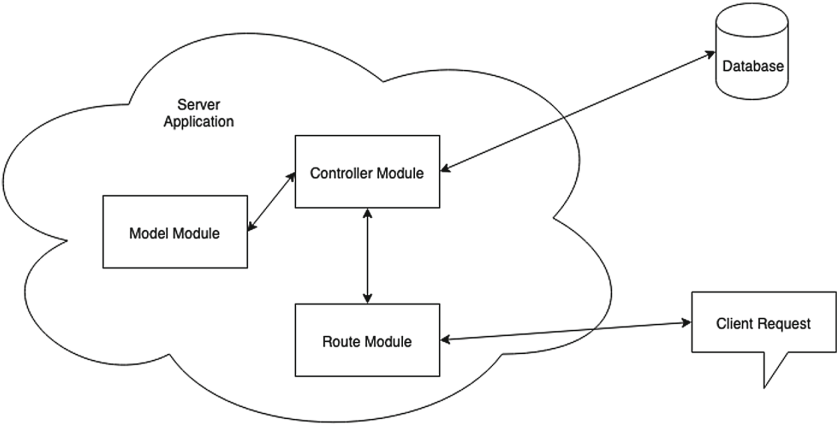 Server
Application
Database
Controller Module
Model Module
Route Module
Client Request